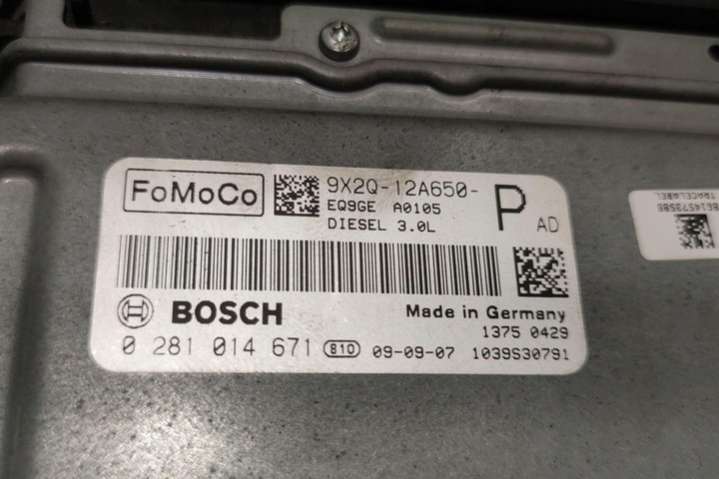 FoMoCo
9X2Q-12A650-
EQ9GE A0105
DIESEL 3.0L
P
AD
BOSCH
Made in Germany
1375 0429
0 281 014 671 810 09-09-07 1039S30791
TRACELABEL